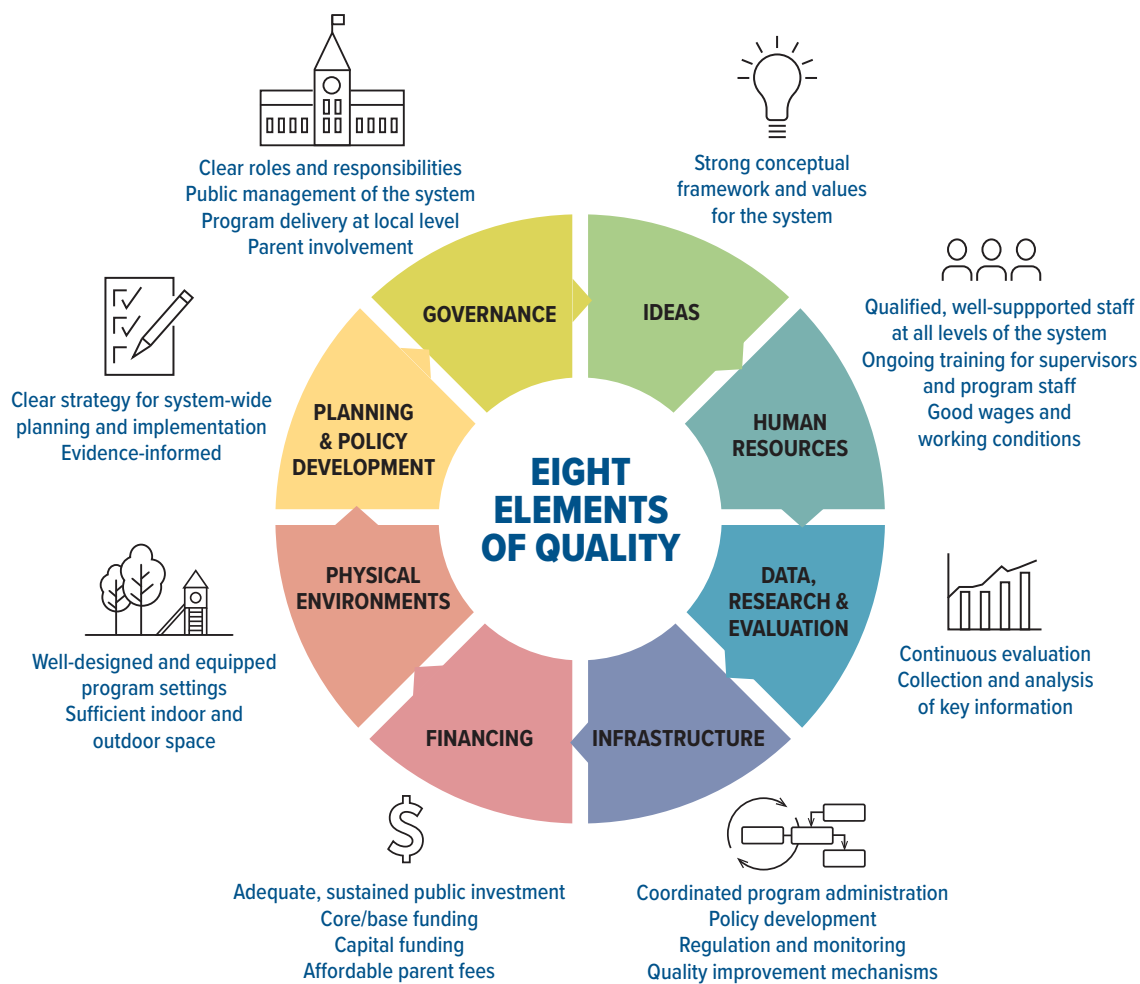 EIGHT
ELEMENTS
OF QUALITY
GOVERNANCE
Clear roles and responsibilities
Public management of the system
Program delivery at local level
Parent involvement
IDEAS
Strong conceptual
framework and values
for the system
HUMAN
RESOURCES
Qualified, well-suppported staff
at all levels of the system
Ongoing training for supervisors
and program staff
Good wages and
working conditions
DATA,
RESEARCH &
EVALUATION
Continuous evaluation
Collection and analysis
of key information
INFRASTRUCTURE
Coordinated program administration
Policy development
Regulation and monitoring
Quality improvement mechanisms
FINANCING
$
Adequate, sustained public investment
Core/base funding
Capital funding
Affordable parent fees
PHYSICAL
ENVIRONMENTS
Well-designed and equipped
program settings
Sufficient indoor and
outdoor space
PLANNING
& POLICY
DEVELOPMENT
Clear strategy for system-wide
planning and implementation
Evidence-informed